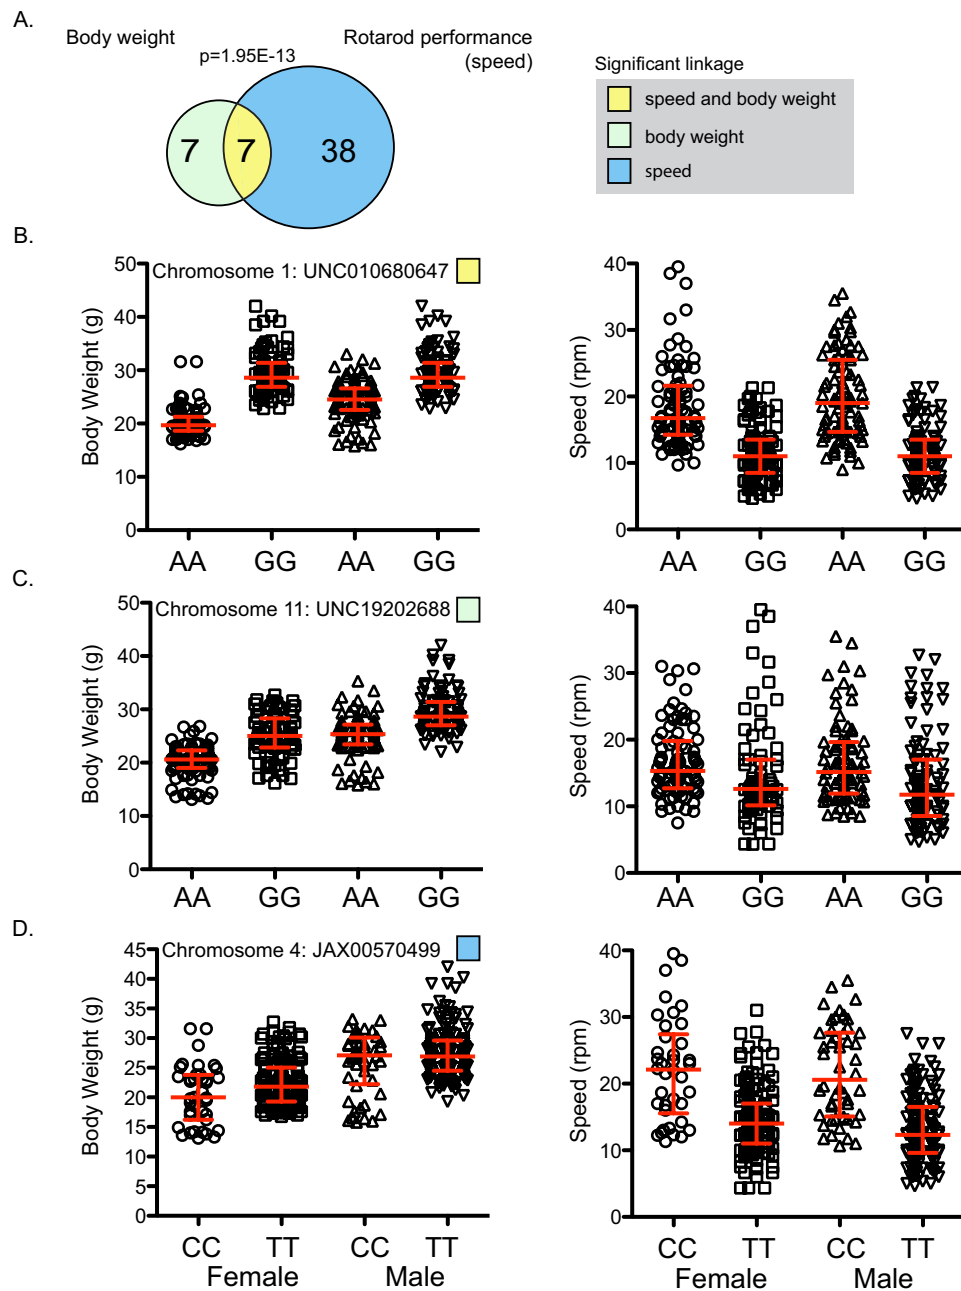 A.
Body weight
p=1.95E-13
Rotarod performance
(speed)
7
7
38
Significant linkage
speed and body weight
body weight
speed
B.
Chromosome 1: UNC010680647
Body Weight (g)
50
40
30
20
10
0
AA GG AA GG
Speed (rpm)
40
30
20
10
0
AA GG AA GG
C.
Chromosome 11: UNC19202688
Body Weight (g)
50
40
30
20
10
0
AA GG AA GG
Speed (rpm)
40
30
20
10
0
AA GG AA GG
D.
Chromosome 4: JAX00570499
Body Weight (g)
45
40
35
30
25
20
15
10
5
0
CC TT CC TT
Female Male
Speed (rpm)
40
30
20
10
0
CC TT CC TT
Female Male